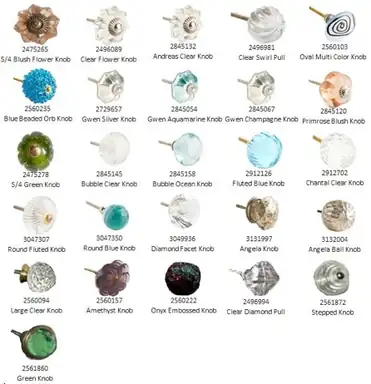 2475265 2496089 2845132 2496981 2560103
S/4 Blush Flower Knob Clear Flower Knob Andreas Clear Knob Clear Swirl Pull Oval Multi Color Knob
2560235 2729657 2845054 2845067 2845120
Blue Beaded Orb Knob Gwen Silver Knob Gwen Aquamarine Knob Gwen Champagne Knob Primrose Blush Knob
2475278 2845145 2845158 2912126 2912702
S/4 Green Knob Bubble Clear Knob Bubble Ocean Knob Fluted Blue Knob Chantal Clear Knob
3047307 3047350 3049936 3131997 3132004
Round Fluted Knob Round Blue Knob Diamond Facet Knob Angela Knob Angela Ball Knob
2560094 2560157 2560222 2496994 2561872
Large Clear Knob Amethyst Knob Onyx Embossed Knob Clear Diamond Pull Stepped Knob
2561860
Green Knob